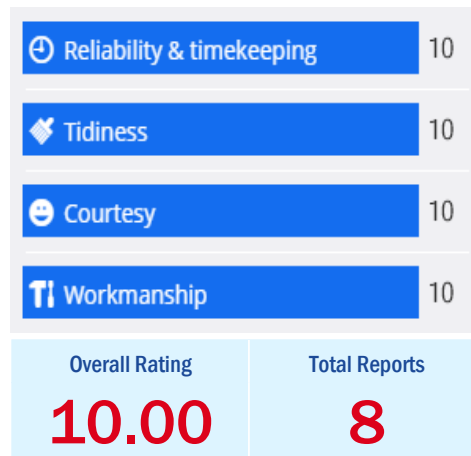 Reliability & timekeeping 10
Tidiness 10
Courtesy 10
Workmanship 10
Overall Rating Total Reports
10.00 8